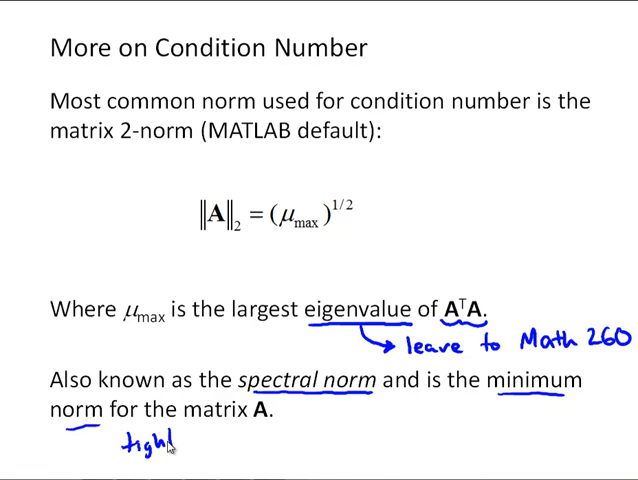 More on Condition Number
Most common norm used for condition number is the
matrix 2-norm (MATLAB default):
‖A‖₂ = (μmax)^1/2
Where μmax is the largest eigenvalue of AᵀA.
leave to Math 260
Also known as the spectral norm and is the minimum
norm for the matrix A.
tight